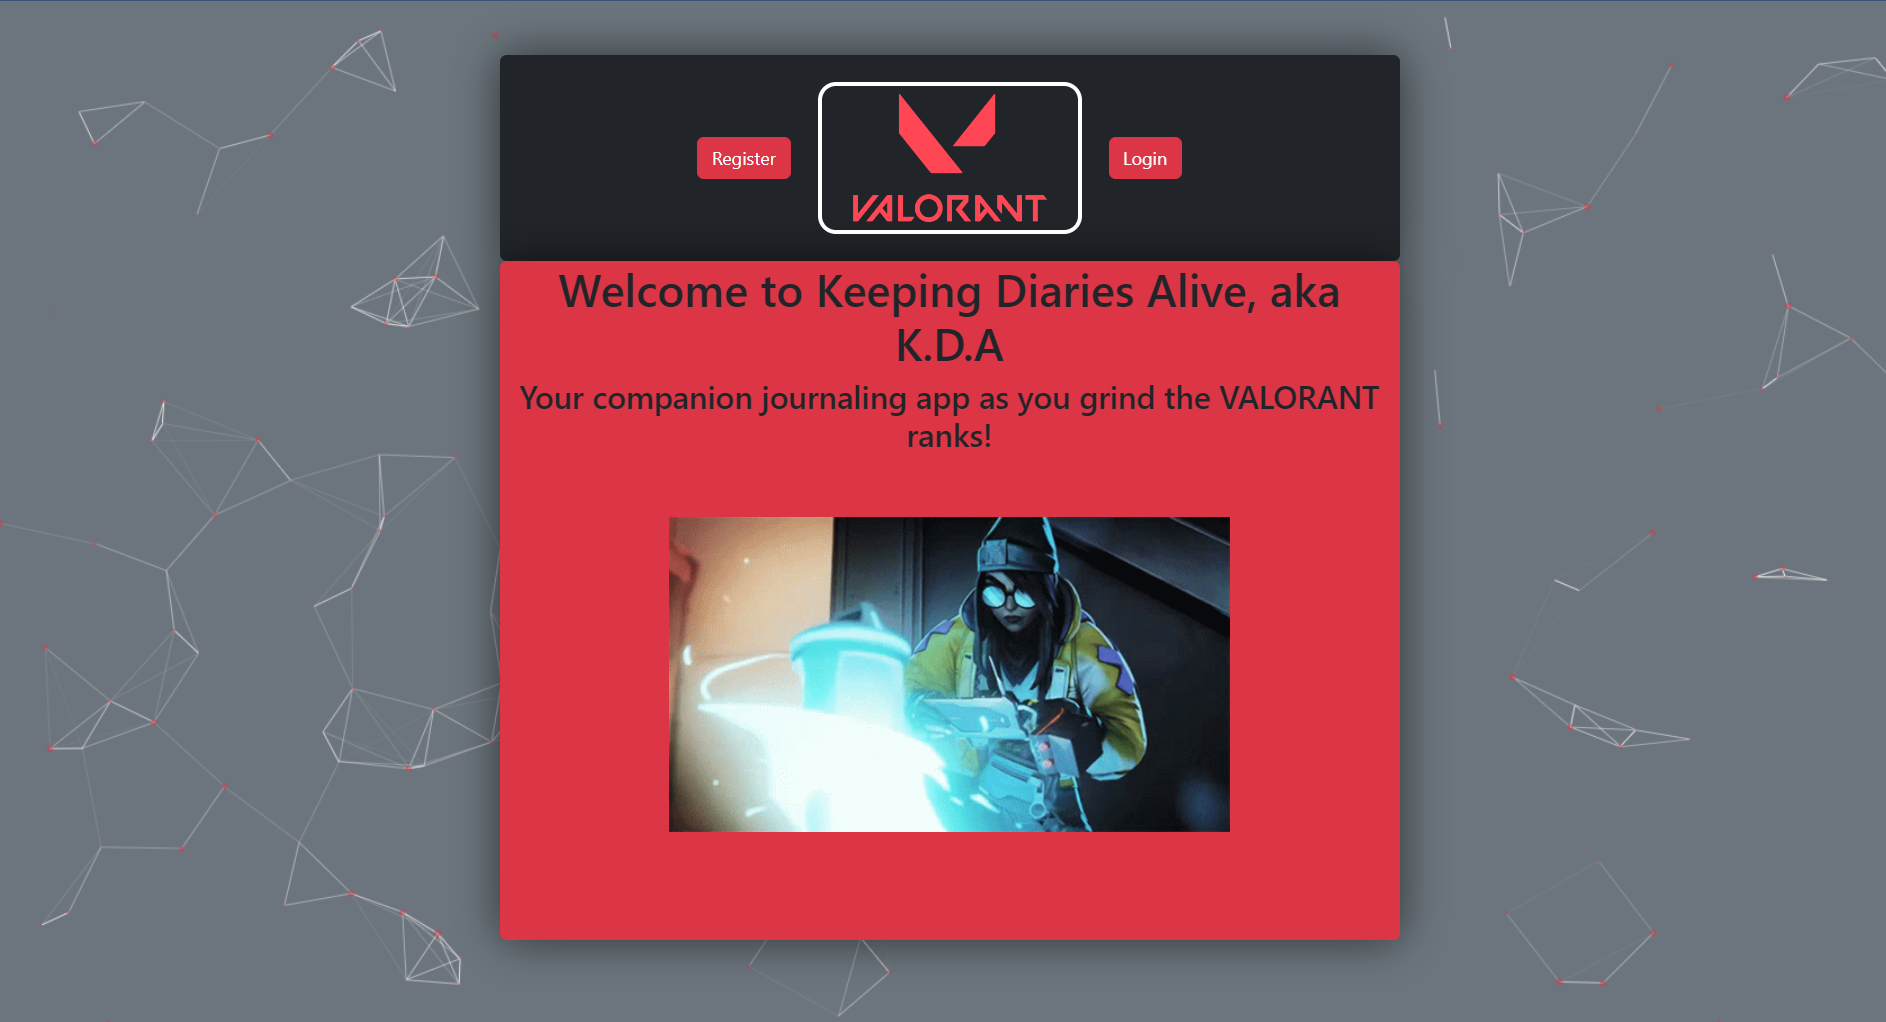 Register
VALORANT
Login
Welcome to Keeping Diaries Alive, aka
K.D.A
Your companion journaling app as you grind the VALORANT
ranks!